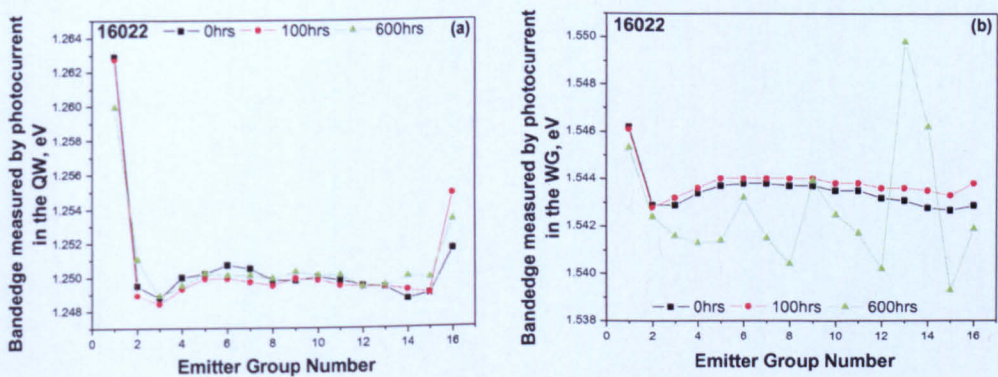 16022
0hrs 100hrs 600hrs
(a)
Bandedge measured by photocurrent
in the QW, eV
1.264
1.262
1.260
1.258
1.256
1.254
1.252
1.250
1.248
0 2 4 6 8 10 12 14 16
Emitter Group Number
16022
(b)
Bandedge measured by photocurrent
in the WG, eV
1.550
1.548
1.546
1.544
1.542
1.540
1.538
0hrs 100hrs 600hrs
0 2 4 6 8 10 12 14 16
Emitter Group Number